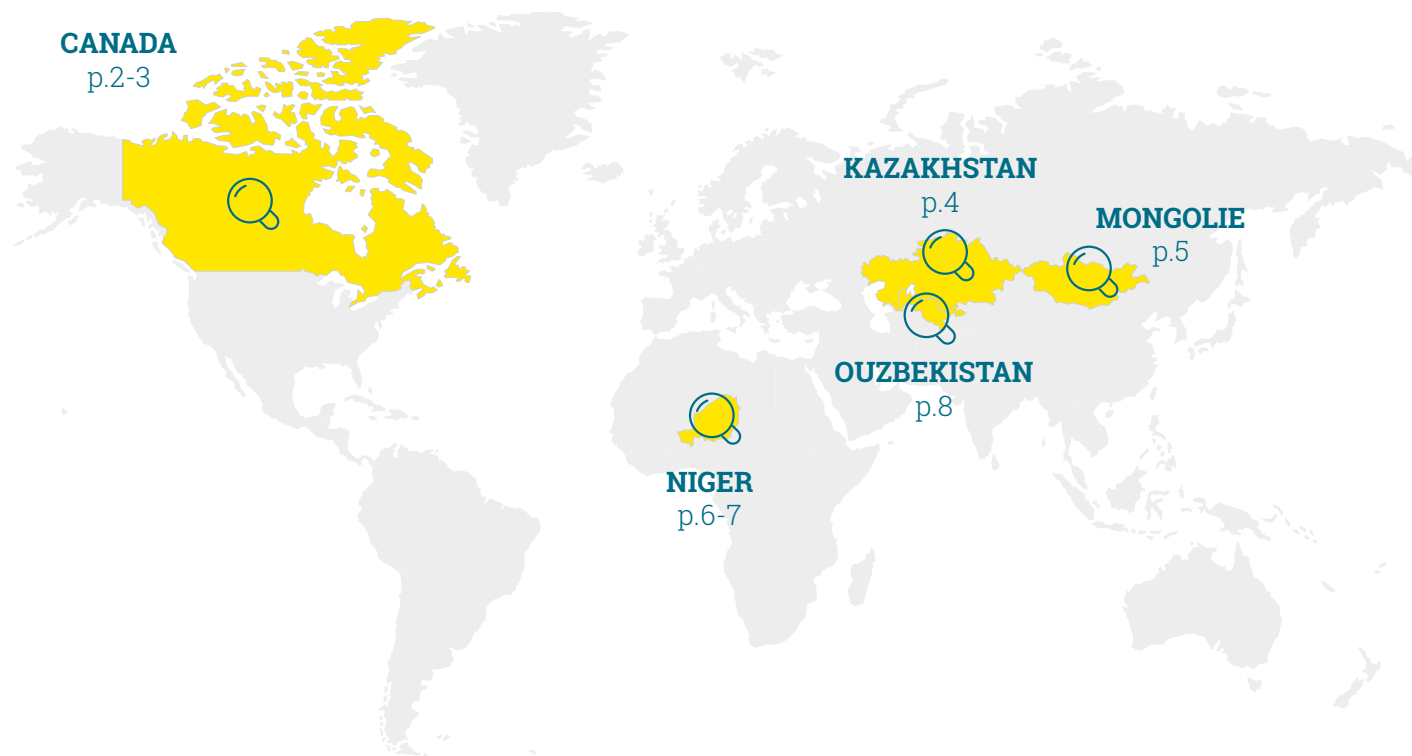 CANADA
p.2-3
KAZAKHSTAN
p.4
MONGOLIE
p.5
OUZBEKISTAN
p.8
NIGER
p.6-7